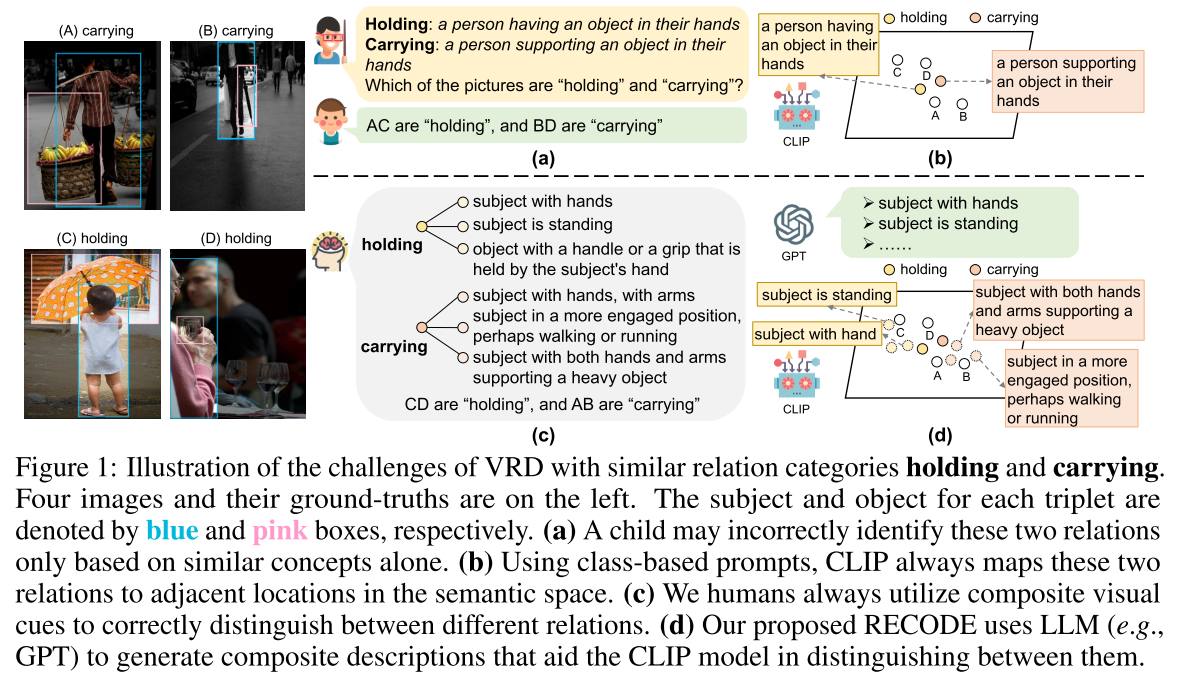 (A) carrying
(B) carrying
(C) holding
(D) holding
Holding: a person having an object in their hands
Carrying: a person supporting an object in their
hands
Which of the pictures are “holding” and “carrying”?
AC are “holding”, and BD are “carrying”
(a)
holding
carrying
a person having
an object in their
hands
C
D
A
B
a person supporting
an object in their
hands
CLIP
(b)
holding
subject with hands
subject is standing
object with a handle or a grip that is
held by the subject's hand
carrying
subject with hands, with arms
subject in a more engaged position,
perhaps walking or running
subject with both hands and arms
supporting a heavy object
CD are “holding”, and AB are “carrying”
(c)
GPT
➢ subject with hands
➢ subject is standing
➢ ……
holding
carrying
subject is standing
subject with hand
C
D
A
B
subject with both hands
and arms supporting a
heavy object
subject in a more
engaged position,
perhaps walking
or running
CLIP
(d)
Figure 1: Illustration of the challenges of VRD with similar relation categories holding and carrying.
Four images and their ground-truths are on the left. The subject and object for each triplet are
denoted by blue and pink boxes, respectively. (a) A child may incorrectly identify these two relations
only based on similar concepts alone. (b) Using class-based prompts, CLIP always maps these two
relations to adjacent locations in the semantic space. (c) We humans always utilize composite visual
cues to correctly distinguish between different relations. (d) Our proposed RECODE uses LLM (e.g.,
GPT) to generate composite descriptions that aid the CLIP model in distinguishing between them.